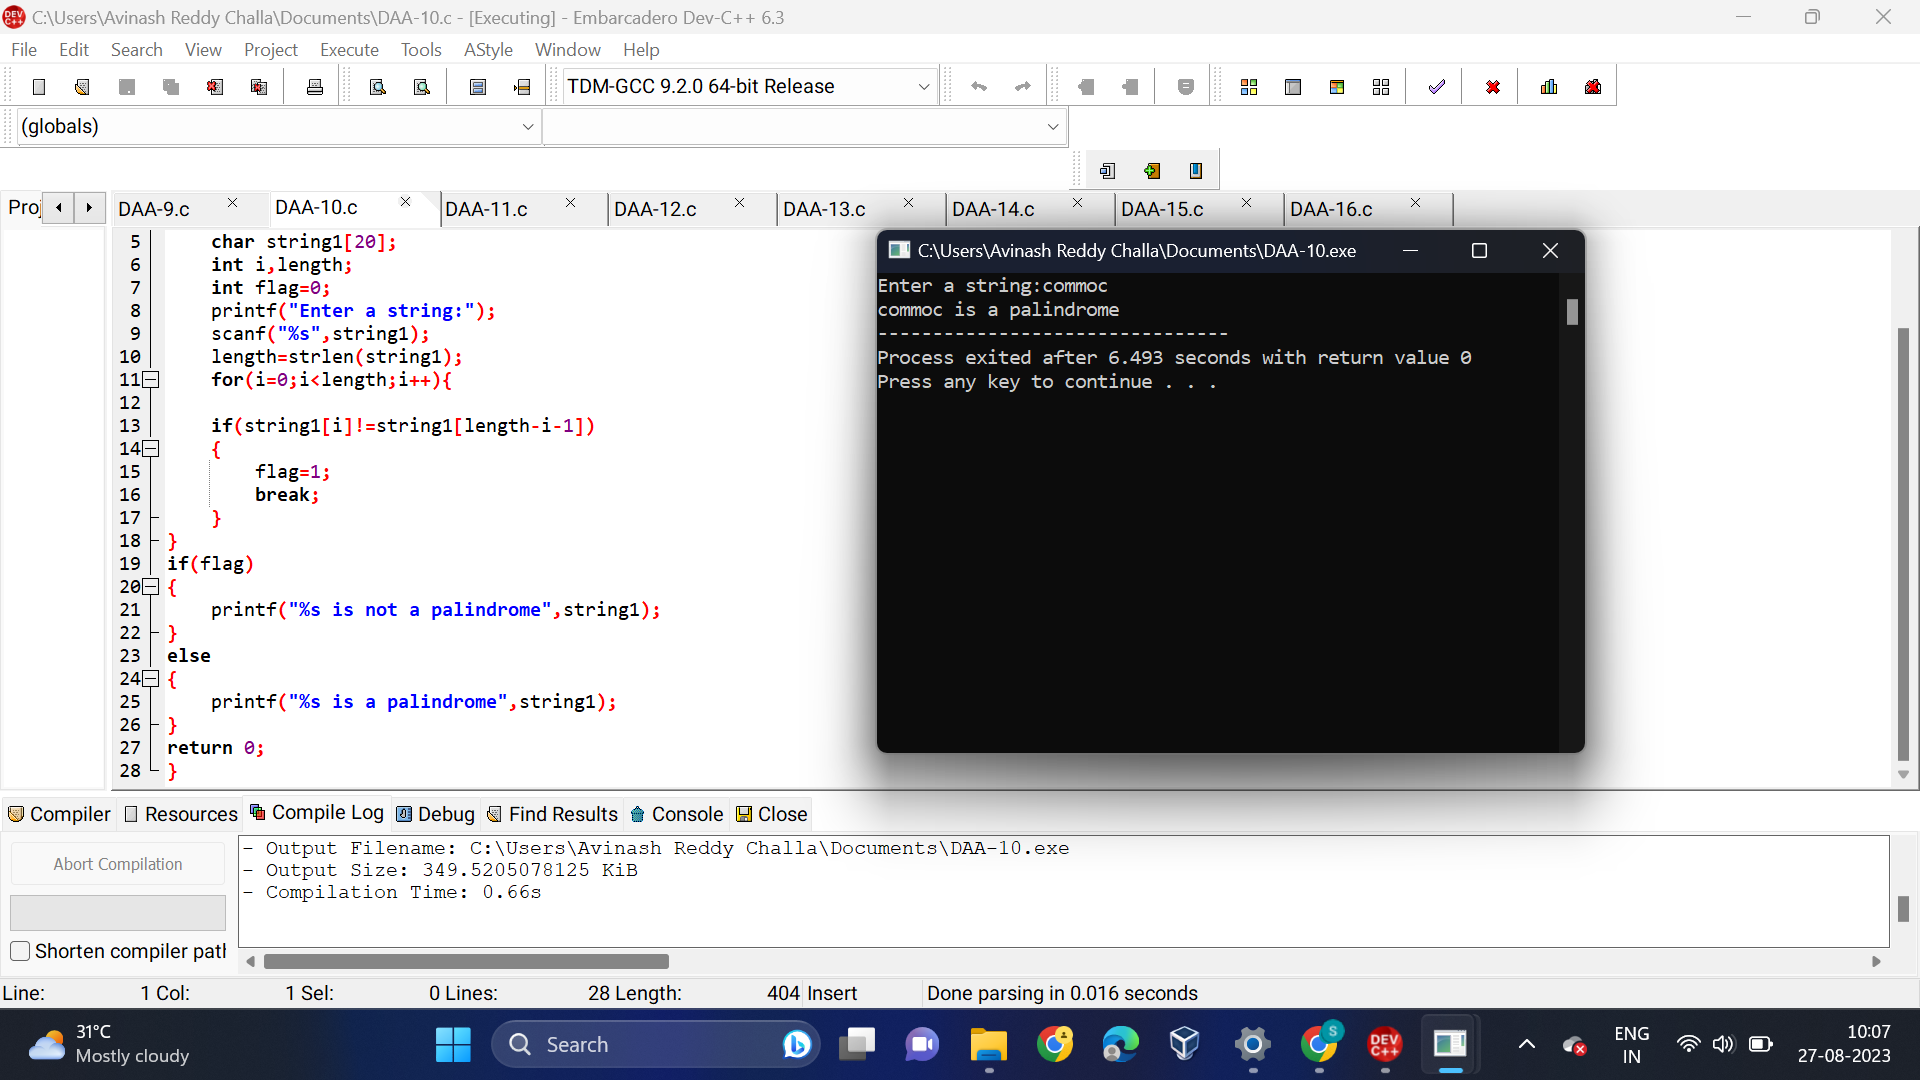 C:\Users\Avinash Reddy Challa\Documents\DAA-10.c - [Executing] - Embarcadero Dev-C++ 6.3
File Edit Search View Project Execute Tools AStyle Window Help
TDM-GCC 9.2.0 64-bit Release
(globals)
Proj DAA-9.c DAA-10.c DAA-11.c DAA-12.c DAA-13.c DAA-14.c DAA-15.c DAA-16.c
5 char string1[20];
6 int i,length;
7 int flag=0;
8 printf("Enter a string:");
9 scanf("%s",string1);
10 length=strlen(string1);
11 for(i=0;i<length;i++){
12
13 if(string1[i]!=string1[length-i-1])
14 {
15 flag=1;
16 break;
17 }
18 }
19 if(flag)
20 {
21 printf("%s is not a palindrome",string1);
22 }
23 else
24 {
25 printf("%s is a palindrome",string1);
26 }
27 return 0;
28 }
C:\Users\Avinash Reddy Challa\Documents\DAA-10.exe
Enter a string:commoc
commoc is a palindrome
--------------------------------
Process exited after 6.493 seconds with return value 0
Press any key to continue . . .
Compiler Resources Compile Log Debug Find Results Console Close
Abort Compilation
Shorten compiler path
- Output Filename: C:\Users\Avinash Reddy Challa\Documents\DAA-10.exe
- Output Size: 349.5205078125 KiB
- Compilation Time: 0.66s
Line: 1 Col: 1 Sel: 0 Lines: 28 Length: 404 Insert Done parsing in 0.016 seconds
31°C
Mostly cloudy
Search
S
DEV
C++
ENG
IN
10:07
27-08-2023